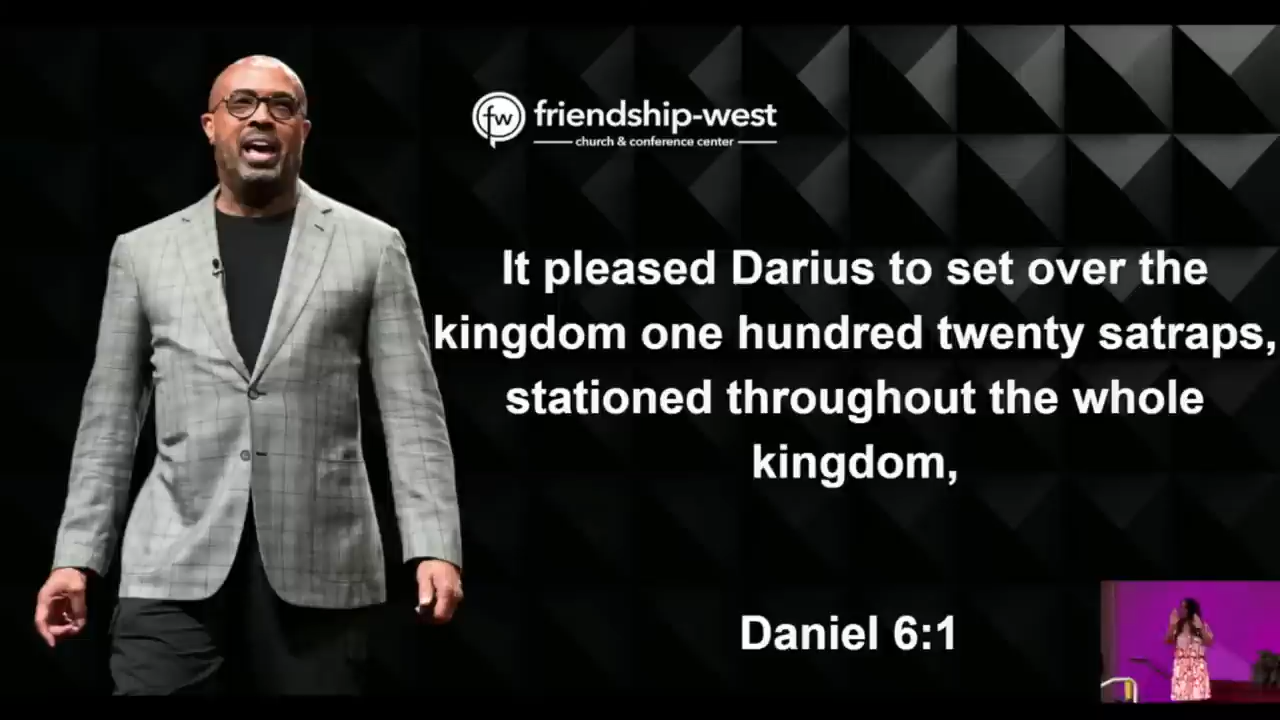 fw friendship-west
church & conference center
It pleased Darius to set over the
kingdom one hundred twenty satraps,
stationed throughout the whole
kingdom,
Daniel 6:1